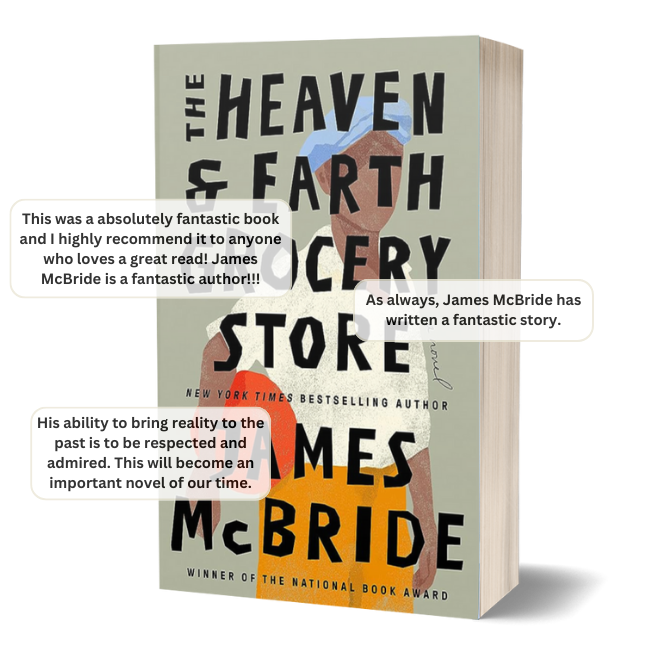 THE HEAVEN
& EARTH
GROCERY
STORE
novel
NEW YORK TIMES BESTSELLING AUTHOR
JAMES
McBRIDE
WINNER OF THE NATIONAL BOOK AWARD
This was a absolutely fantastic book
and I highly recommend it to anyone
who loves a great read! James
McBride is a fantastic author!!!
As always, James McBride has
written a fantastic story.
His ability to bring reality to the
past is to be respected and
admired. This will become an
important novel of our time.